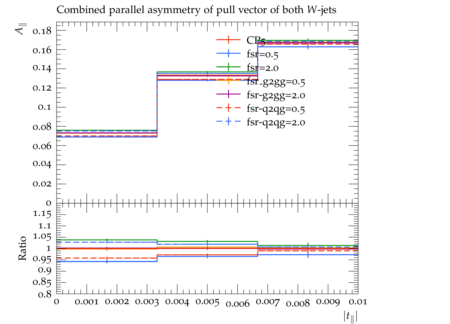 Combined parallel asymmetry of pull vector of both W-jets
A∥
0.18
0.16
0.14
0.12
0.1
0.08
0.06
0.04
0.02
0
CP5
fsr=0.5
fsr=2.0
fsr_g2gg=0.5
fsr-g2gg=2.0
fsr-q2qg=0.5
fsr-q2qg=2.0
Ratio
1.15
1.1
1.05
1
0.95
0.9
0.85
0.8
0 0.001 0.002 0.003 0.004 0.005 0.006 0.007 0.008 0.009 0.01
|t∥|